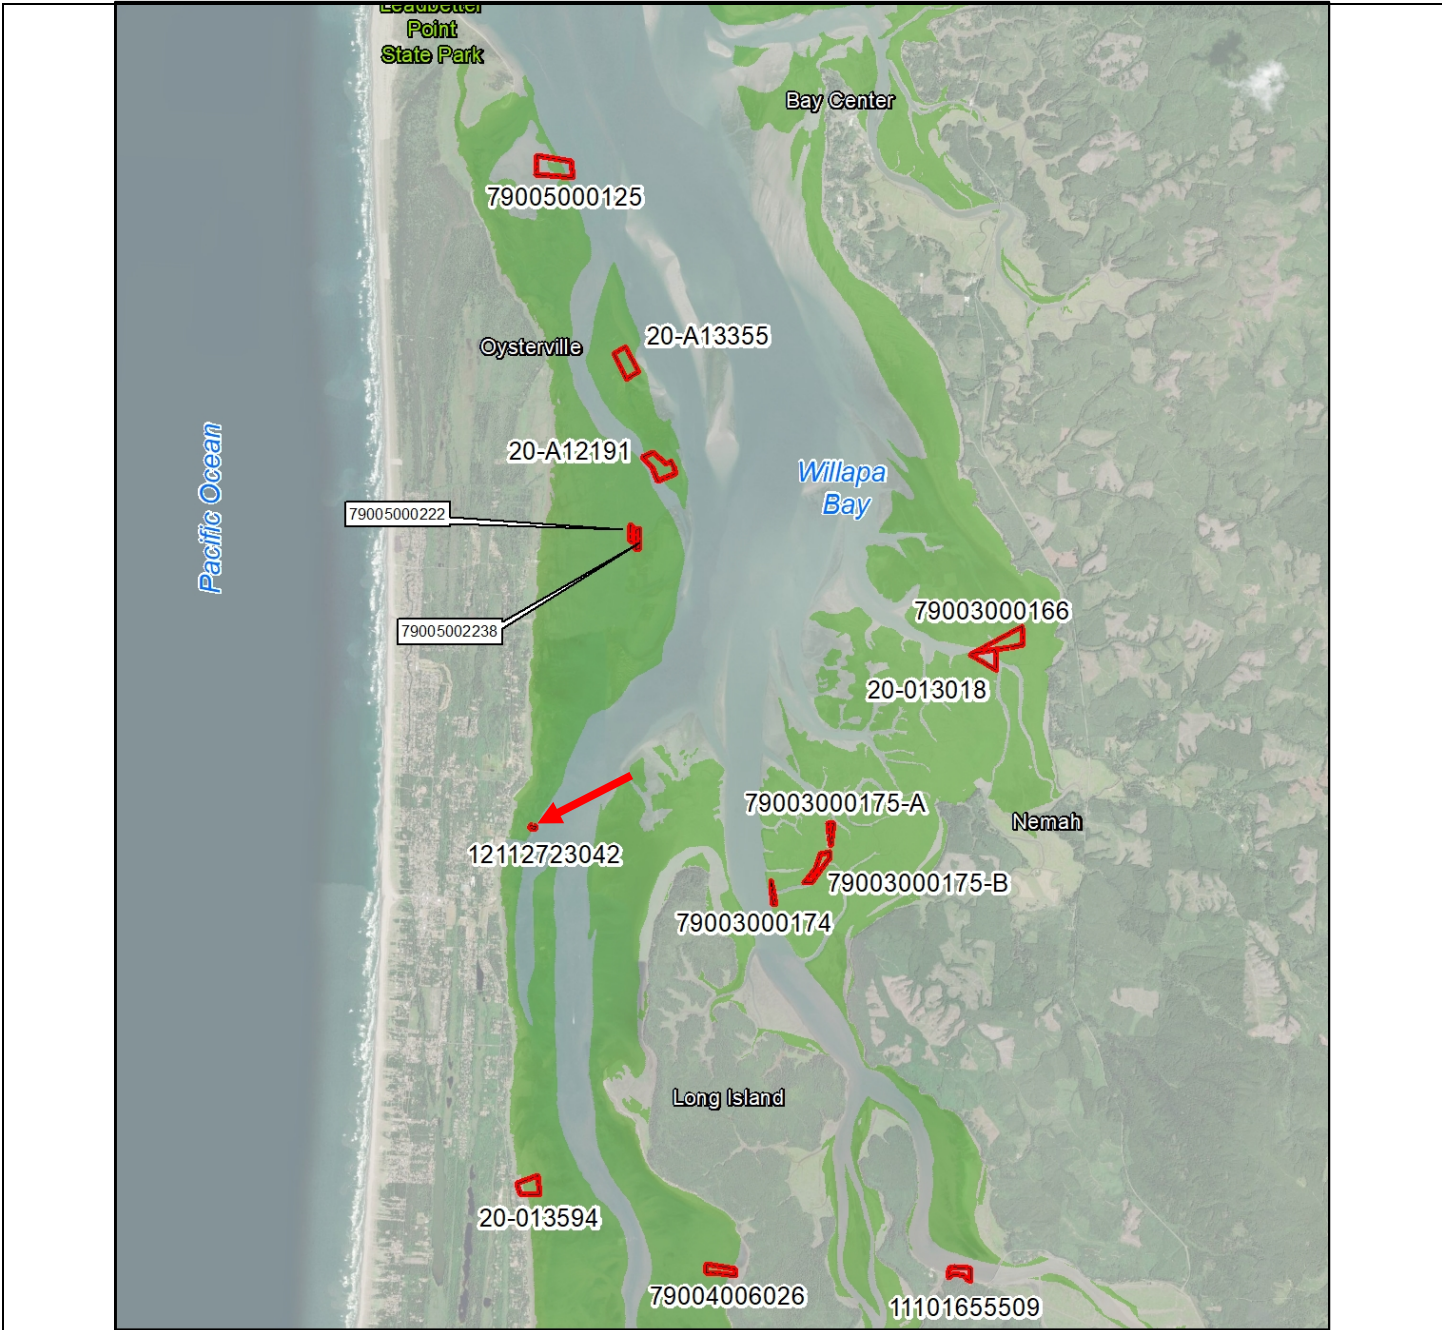 Leadbetter
Point
State Park
Bay Center
79005000125
20-A13355
Oysterville
20-A12191
Willapa
Bay
Pacific Ocean
79005000222
79005002238
79003000166
20-013018
79003000175-A
Nemah
12112723042
79003000175-B
79003000174
Long Island
20-013594
79004006026
11101655509